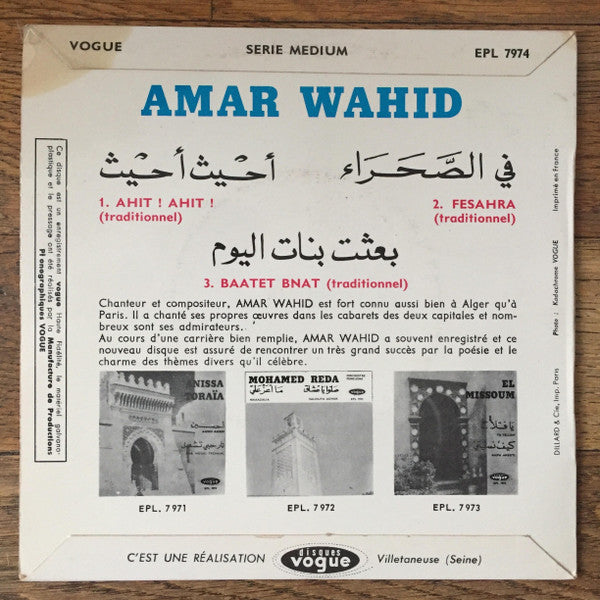 VOGUE SERIE MEDIUM EPL 7974
AMAR WAHID
أحيث أحيث في الصَّحَرَاء
1. AHIT ! AHIT ! 2. FESAHRA
(traditionnel) (traditionnel)
بعثت بنات اليوم
3. BAATET BNAT (traditionnel)
Chanteur et compositeur, AMAR WAHID est fort connu aussi bien à Alger qu'à
Paris. Il a chanté ses propres œuvres dans les cabarets des deux capitales et nom-
breux sont ses admirateurs.
Au cours d'une carrière bien remplie, AMAR WAHID a souvent enregistré et ce
nouveau disque est assuré de rencontrer un très grand succès par la poésie et le
charme des thèmes divers qu'il célèbre.
ANISSA
TORAÏA
MOHAMED REDA
EL
MISSOUM
vogue
vogue
vogue
EPL. 7971 EPL. 7972 EPL. 7973
Ce disque est un enregistrement vogue Haute Fidélité, le matériel galvano-
plastique et le pressage ont été réalisés par la Manufacture de Productions
onographiques VOGUE
Imprimé en France
Photo : Kodachrome VOGUE
DILLARD & Cie, Imp. Paris
C'EST UNE RÉALISATION disques vogue Villetaneuse (Seine)